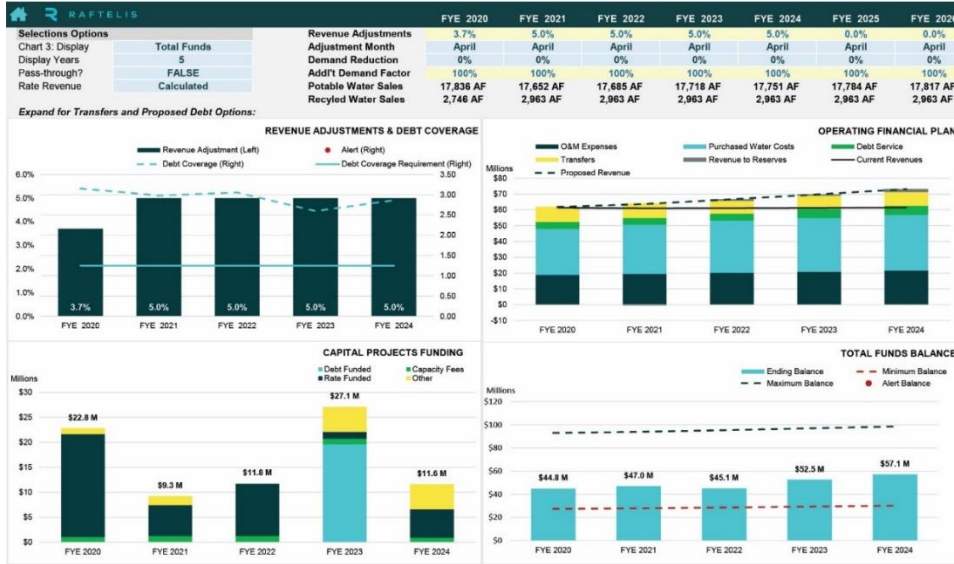 RAFTELIS
FYE 2020 FYE 2021 FYE 2022 FYE 2023 FYE 2024 FYE 2025 FYE 2026
Selections Options Revenue Adjustments 3.7% 5.0% 5.0% 5.0% 5.0% 0.0% 0.0%
Chart 3: Display Total Funds Adjustment Month April April April April April April April
Display Years 5 Demand Reduction 0% 0% 0% 0% 0% 0% 0%
Pass-through? FALSE Addl't Demand Factor 100% 100% 100% 100% 100% 100% 100%
Rate Revenue Calculated Potable Water Sales 17,836 AF 17,652 AF 17,685 AF 17,718 AF 17,751 AF 17,784 AF 17,817 AF
Recyled Water Sales 2,746 AF 2,963 AF 2,963 AF 2,963 AF 2,963 AF 2,963 AF 2,963 AF
Expand for Transfers and Proposed Debt Options:
REVENUE ADJUSTMENTS & DEBT COVERAGE
Revenue Adjustment (Left) Alert (Right)
Debt Coverage (Right) Debt Coverage Requirement (Right)
6.0% 3.50
5.0% 3.00
4.0% 2.50
3.0% 2.00
2.0% 1.50
1.00
1.0% 0.50
0.0% 0.00
3.7% 5.0% 5.0% 5.0% 5.0%
FYE 2020 FYE 2021 FYE 2022 FYE 2023 FYE 2024
OPERATING FINANCIAL PLAN
O&M Expenses Purchased Water Costs Debt Service
Transfers Revenue to Reserves Current Revenues
Proposed Revenue
Millions
$80
$70
$60
$50
$40
$30
$20
$10
$0
-$10
FYE 2020 FYE 2021 FYE 2022 FYE 2023 FYE 2024
CAPITAL PROJECTS FUNDING
Debt Funded Capacity Fees
Rate Funded Other
Millions
$30
$25
$20
$15
$10
$5
$0
$22.8 M $9.3 M $11.8 M $27.1 M $11.6 M
FYE 2020 FYE 2021 FYE 2022 FYE 2023 FYE 2024
TOTAL FUNDS BALANCE
Ending Balance Minimum Balance
Maximum Balance Alert Balance
Millions
$120
$100
$80
$60
$40
$20
$0
$44.8 M $47.0 M $45.1 M $52.5 M $57.1 M
FYE 2020 FYE 2021 FYE 2022 FYE 2023 FYE 2024